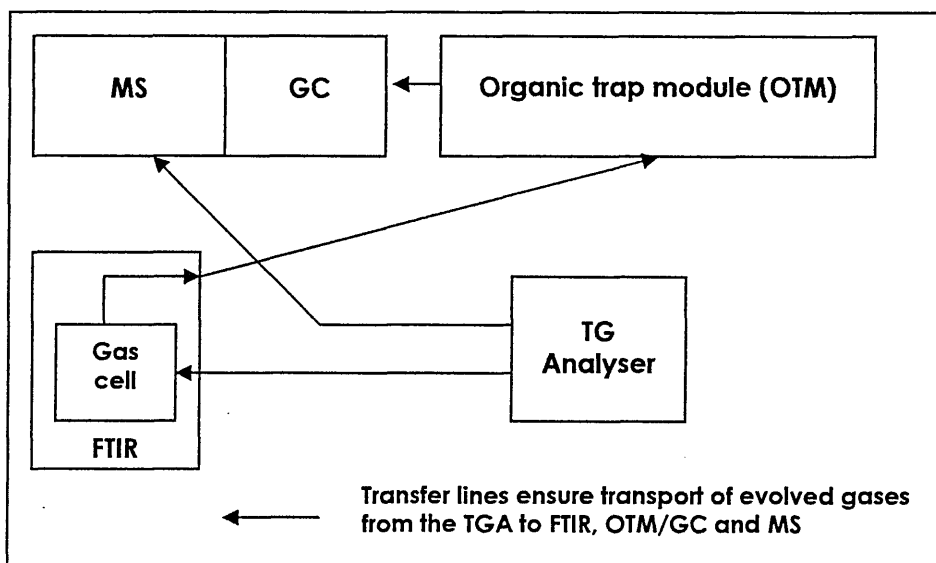 MS
GC
Organic trap module (OTM)
Gas
cell
FTIR
TG
Analyser
Transfer lines ensure transport of evolved gases
from the TGA to FTIR, OTM/GC and MS